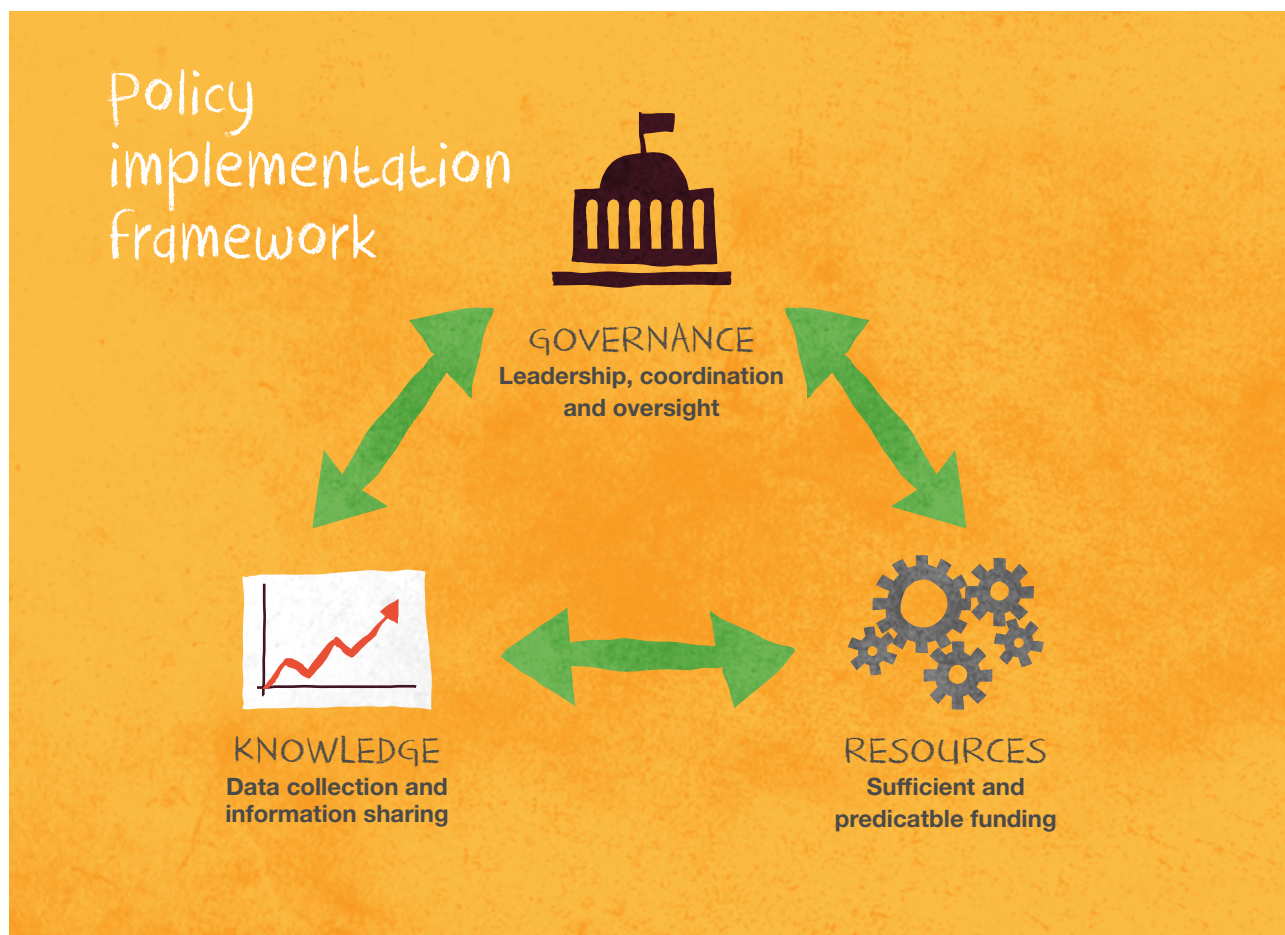 Policy
implementation
framework
GOVERNANCE
Leadership, coordination
and oversight
KNOWLEDGE
Data collection and
information sharing
RESOURCES
Sufficient and
predicatble funding